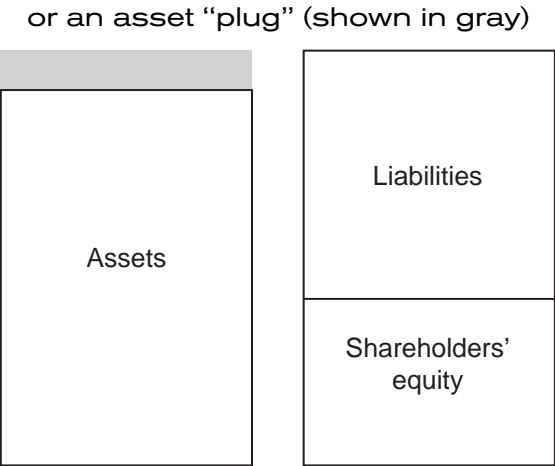 or an asset “plug” (shown in gray)
Assets
Liabilities
Shareholders’
equity